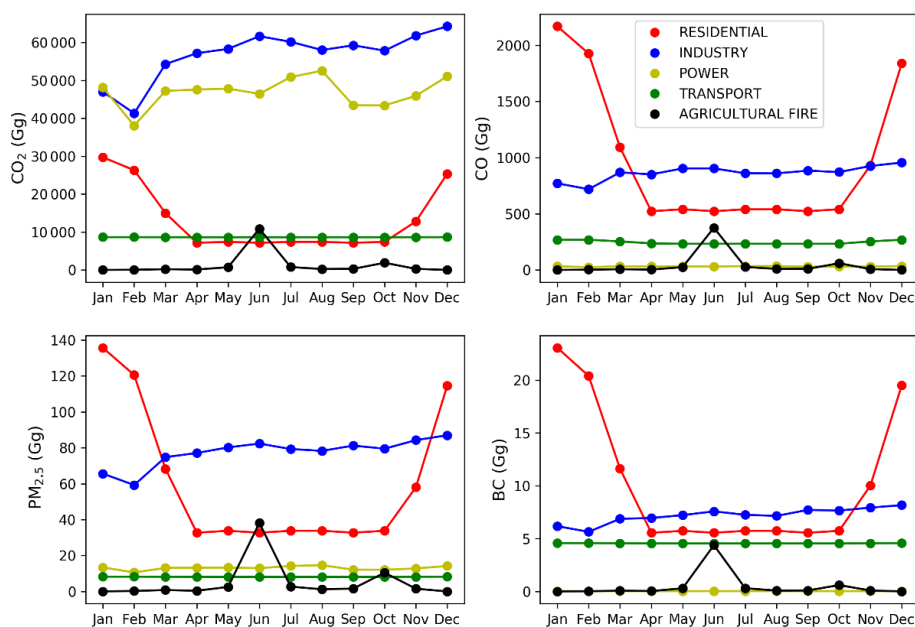 CO2 (Gg)
60 000
50 000
40 000
30 000
20 000
10 000
0
Jan Feb Mar Apr May Jun Jul Aug Sep Oct Nov Dec
CO (Gg)
2000
1500
1000
500
0
Jan Feb Mar Apr May Jun Jul Aug Sep Oct Nov Dec
RESIDENTIAL
INDUSTRY
POWER
TRANSPORT
AGRICULTURAL FIRE
PM2.5 (Gg)
140
120
100
80
60
40
20
0
Jan Feb Mar Apr May Jun Jul Aug Sep Oct Nov Dec
BC (Gg)
20
15
10
5
0
Jan Feb Mar Apr May Jun Jul Aug Sep Oct Nov Dec